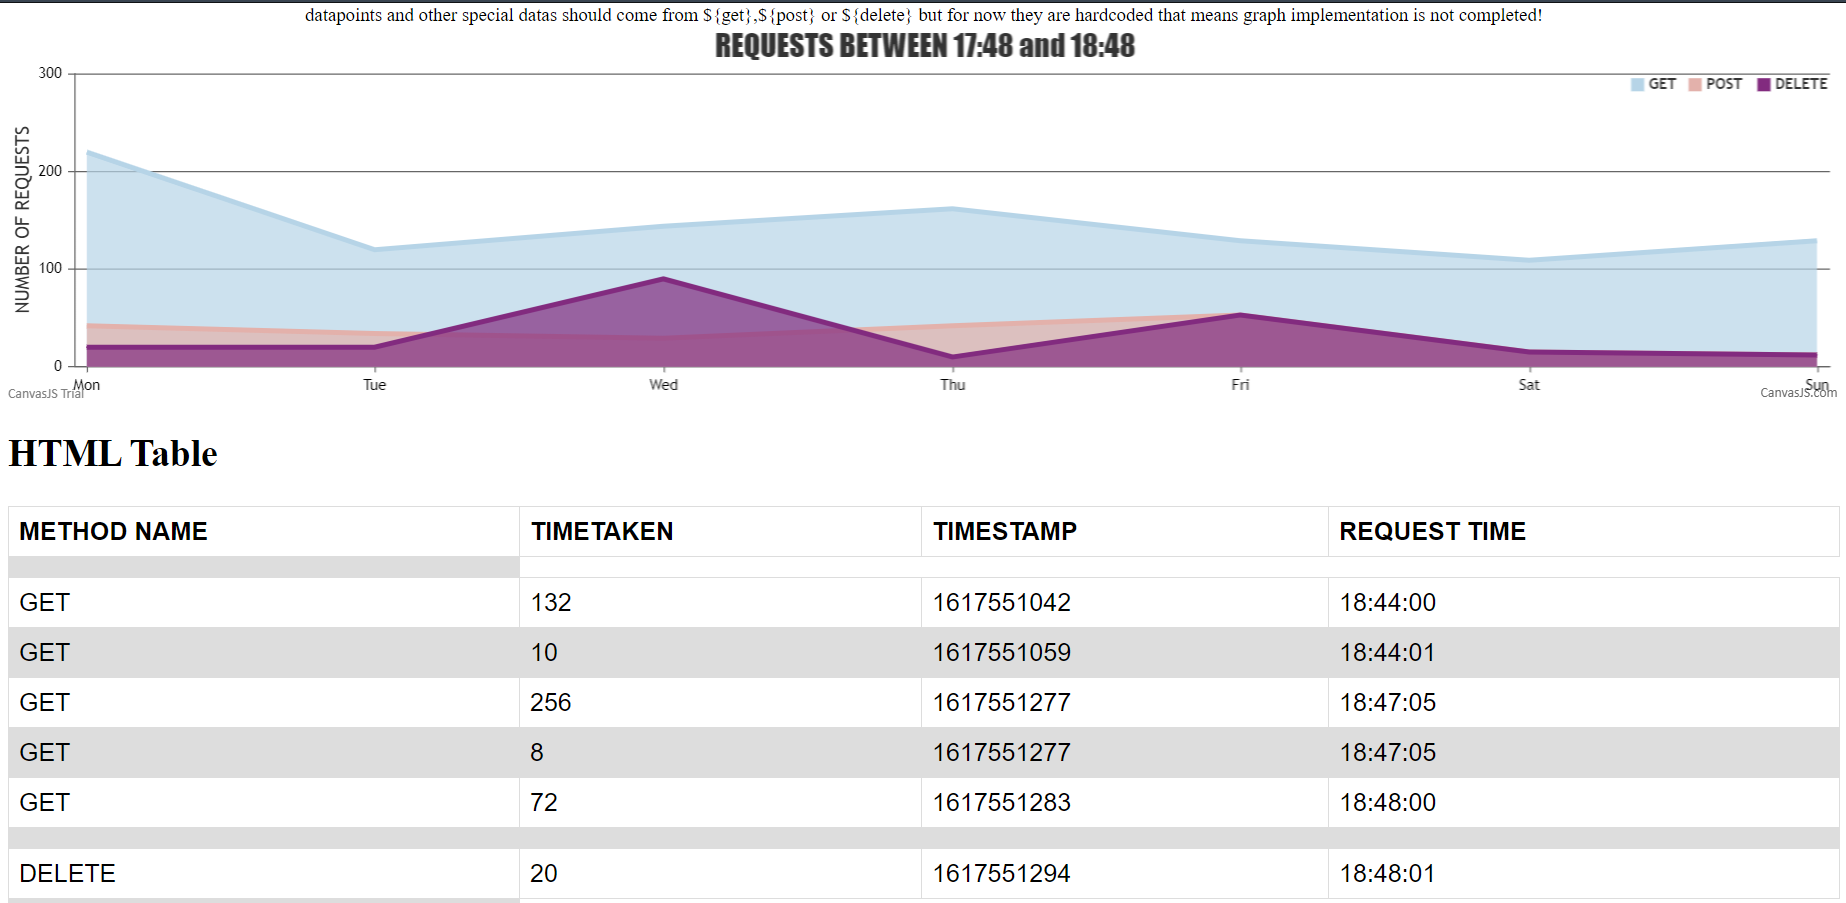 datapoints and other special datas should come from ${get},${post} or ${delete} but for now they are hardcoded that means graph implementation is not completed!
REQUESTS BETWEEN 17:48 and 18:48
GET POST DELETE
NUMBER OF REQUESTS
300
200
100
0
Mon Tue Wed Thu Fri Sat Sun
CanvasJS Trial CanvasJS.com
HTML Table
METHOD NAME TIMETAKEN TIMESTAMP REQUEST TIME
GET 132 1617551042 18:44:00
GET 10 1617551059 18:44:01
GET 256 1617551277 18:47:05
GET 8 1617551277 18:47:05
GET 72 1617551283 18:48:00
DELETE 20 1617551294 18:48:01